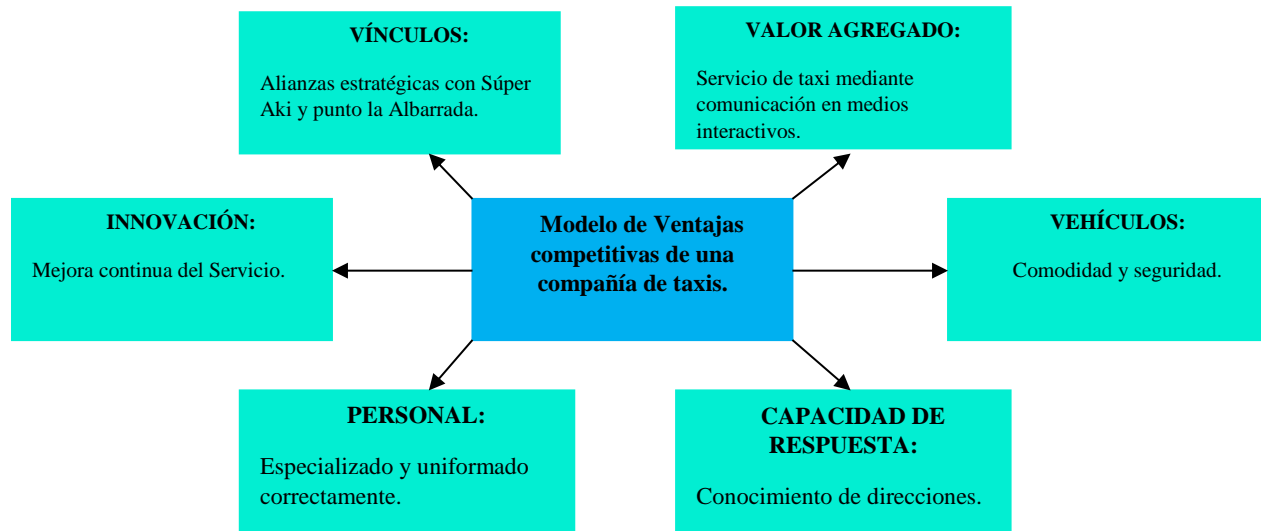 VÍNCULOS:
Alianzas estratégicas con Súper
Aki y punto la Albarrada.
VALOR AGREGADO:
Servicio de taxi mediante
comunicación en medios
interactivos.
INNOVACIÓN:
Mejora continua del Servicio.
Modelo de Ventajas
competitivas de una
compañía de taxis.
VEHÍCULOS:
Comodidad y seguridad.
PERSONAL:
Especializado y uniformado
correctamente.
CAPACIDAD DE
RESPUESTA:
Conocimiento de direcciones.